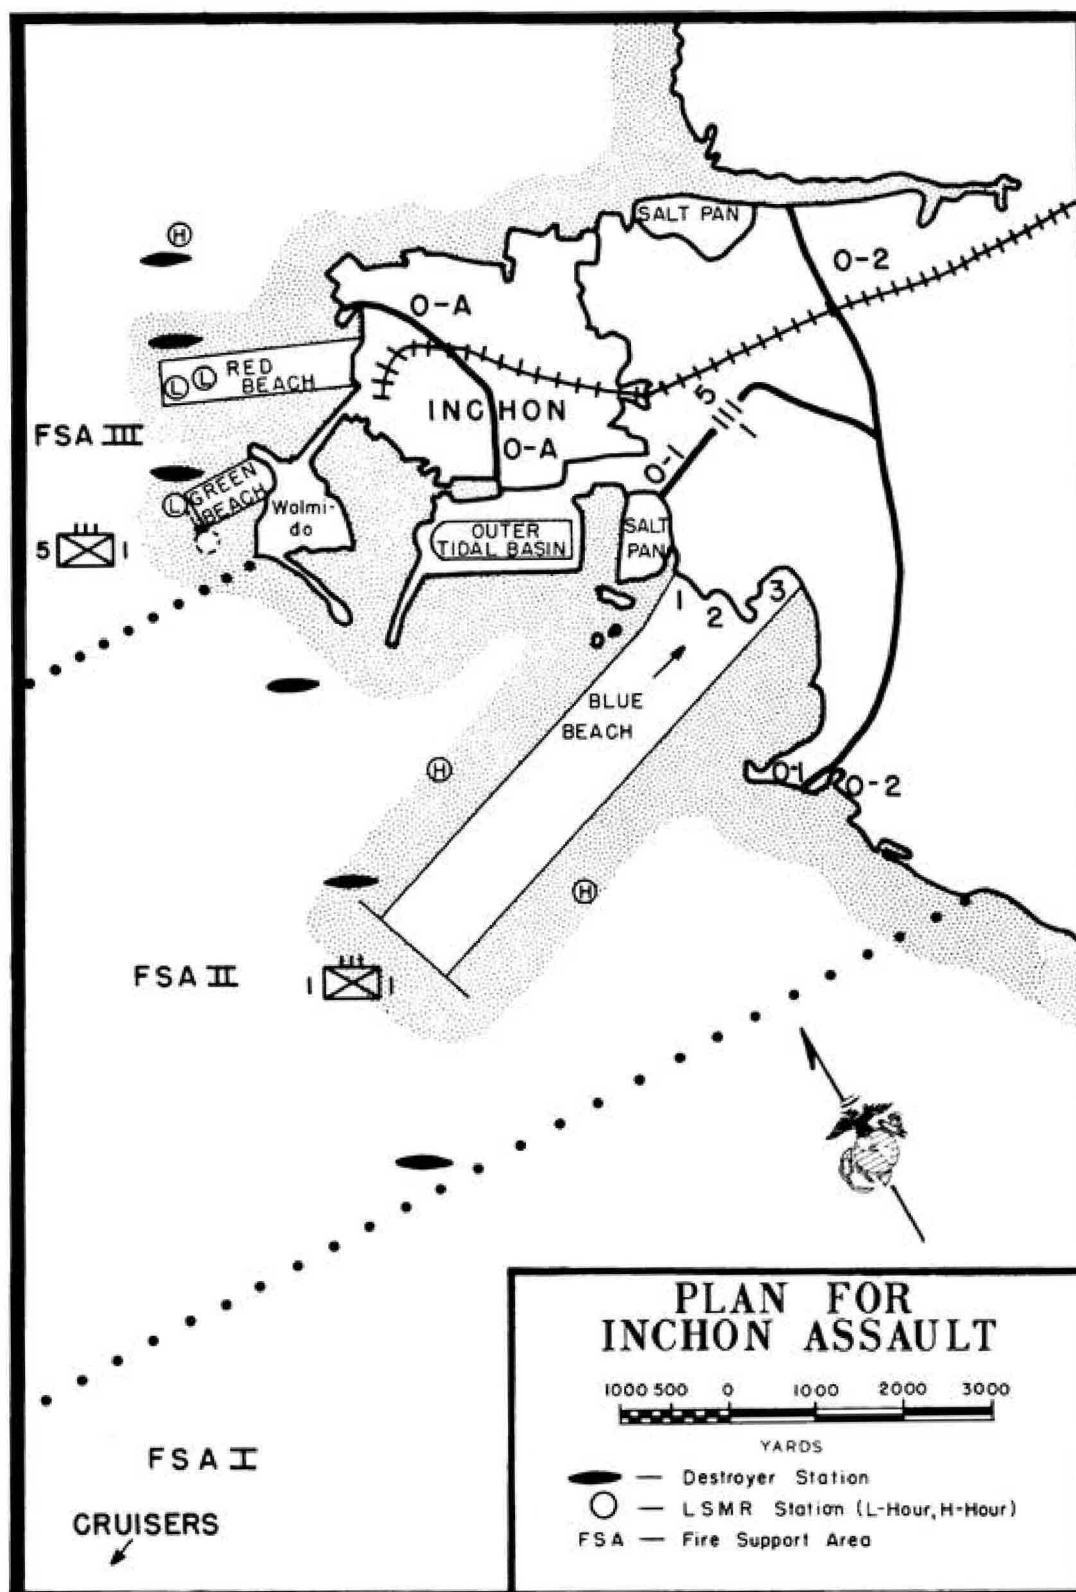 SALT PAN
H
O-2
O-A
RED
BEACH
L L
INCHON
5
1
FSA III
O-A
O-1
GREEN
BEACH
L
Wolmi-
do
OUTER
TIDAL BASIN
SALT
PAN
5 1
1 2 3
BLUE
BEACH
H
O-1
O-2
H
FSA II
1 1
PLAN FOR
INCHON ASSAULT
1000 500 0 1000 2000 3000
YARDS
— Destroyer Station
— LSMR Station (L-Hour, H-Hour)
FSA — Fire Support Area
FSA I
CRUISERS